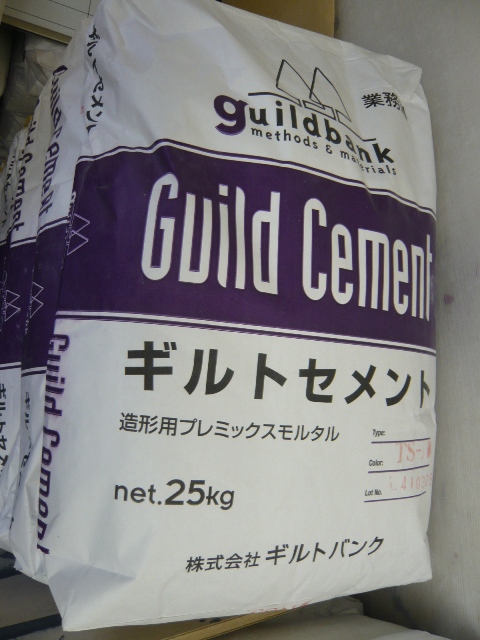 guildbank
methods & materials
業務
Guild Cement
ギルトセメント
造形用プレミックスモルタル
Type:
Color:
Lot No.
net.25kg
株式会社 ギルトバンク
Guild Cement